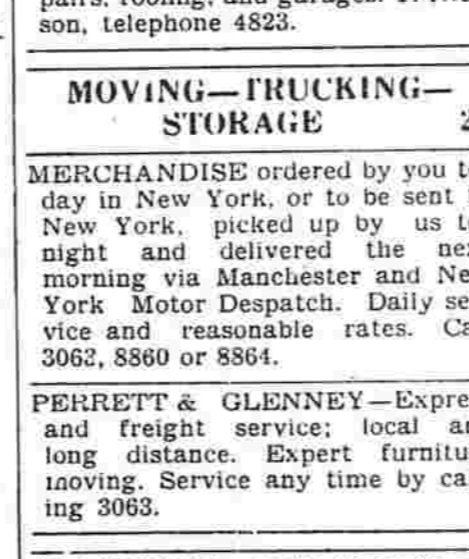 son, telephone 4823.
MOVING—TRUCKING—
STORAGE
MERCHANDISE ordered by you t
day in New York, or to be sent
New York, picked up by us t
night and delivered the ne
morning via Manchester and Ne
York Motor Despatch. Daily se
vice and reasonable rates. Ca
3063, 8860 or 8864.
PERRETT & GLENNEY—Expre
and freight service; local a
long distance. Expert furnitu
moving. Service any time by ca
ing 3063.